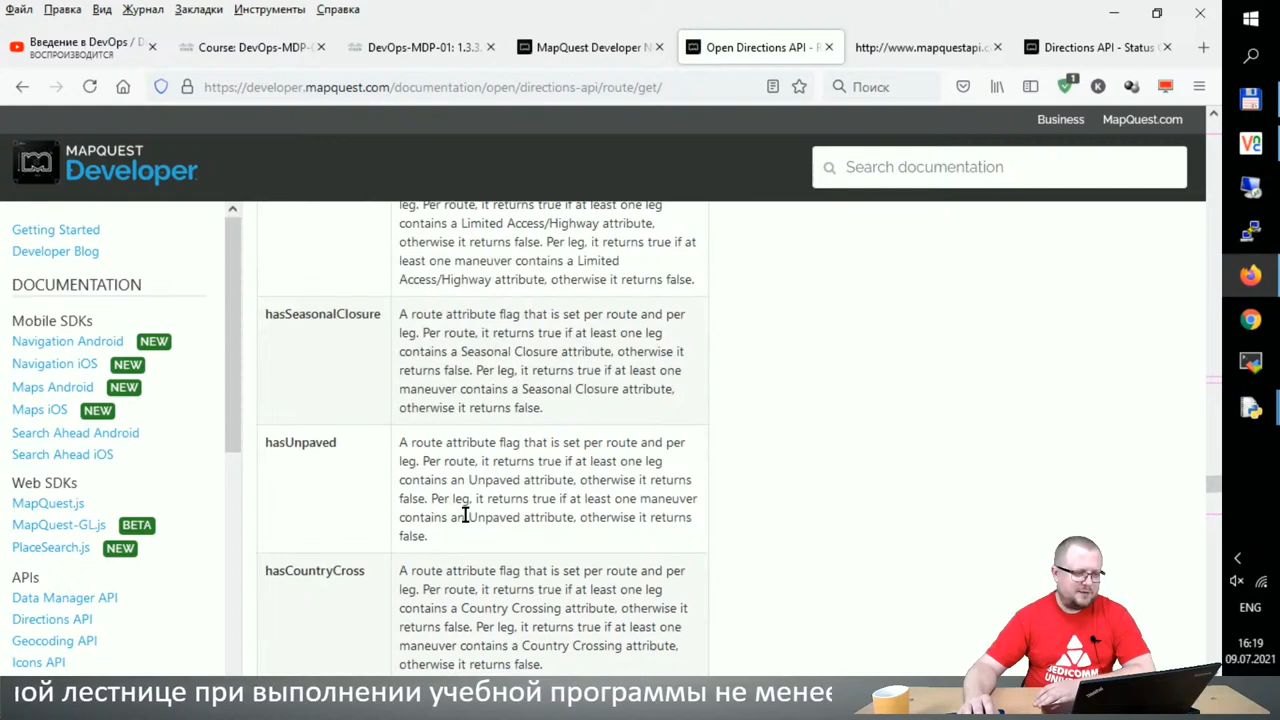 Файл Правка Вид Журнал Закладки Инструменты Справка
Введение в DevOps / D
ВОСПРОИЗВОДИТСЯ
Course: DevOps-MDP-
DevOps-MDP-01: 1.3.3.
MapQuest Developer N
Open Directions API - R
http://www.mapquestapi.c
Directions API - Status C
https://developer.mapquest.com/documentation/open/directions-api/route/get/
Поиск
1
Business MapQuest.com
MAPQUEST
Developer
Search documentation
Getting Started
Developer Blog
DOCUMENTATION
Mobile SDKs
Navigation Android NEW
Navigation iOS NEW
Maps Android NEW
Maps iOS NEW
Search Ahead Android
Search Ahead iOS
Web SDKs
MapQuest.js
MapQuest-GL.js BETA
PlaceSearch.js NEW
APIs
Data Manager API
Directions API
Geocoding API
Icons API
leg. Per route, it returns true if at least one leg
contains a Limited Access/Highway attribute,
otherwise it returns false. Per leg, it returns true if at
least one maneuver contains a Limited
Access/Highway attribute, otherwise it returns false.
hasSeasonalClosure
A route attribute flag that is set per route and per
leg. Per route, it returns true if at least one leg
contains a Seasonal Closure attribute, otherwise it
returns false. Per leg, it returns true if at least one
maneuver contains a Seasonal Closure attribute,
otherwise it returns false.
hasUnpaved
A route attribute flag that is set per route and per
leg. Per route, it returns true if at least one leg
contains an Unpaved attribute, otherwise it returns
false. Per leg, it returns true if at least one maneuver
contains an Unpaved attribute, otherwise it returns
false.
hasCountryCross
A route attribute flag that is set per route and per
leg. Per route, it returns true if at least one leg
contains a Country Crossing attribute, otherwise it
returns false. Per leg, it returns true if at least one
maneuver contains a Country Crossing attribute,
otherwise it returns false.
ENG
16:19
09.07.2021
ной лестнице при выполнении учебной программы не менее